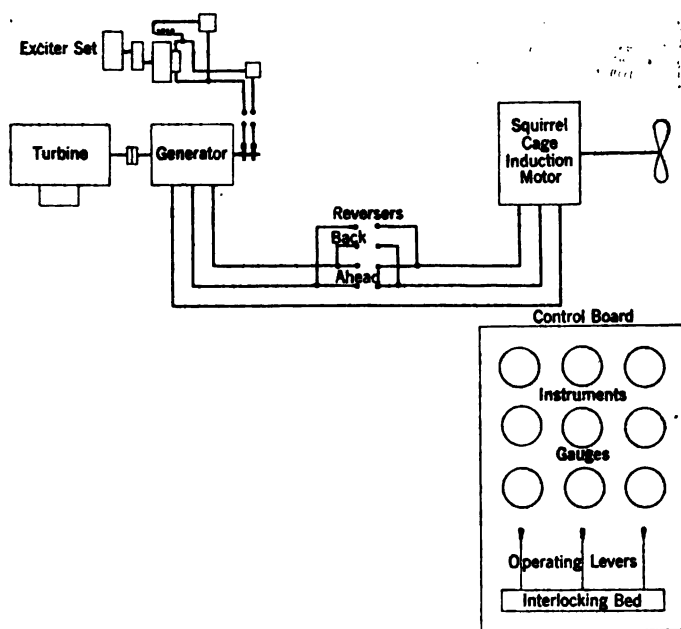 Exciter Set
Turbine
Generator
Squirrel
Cage
Induction
Motor
Reversers
Back
Ahead
Control Board
Instruments
Gauges
Operating Levers
Interlocking Bed